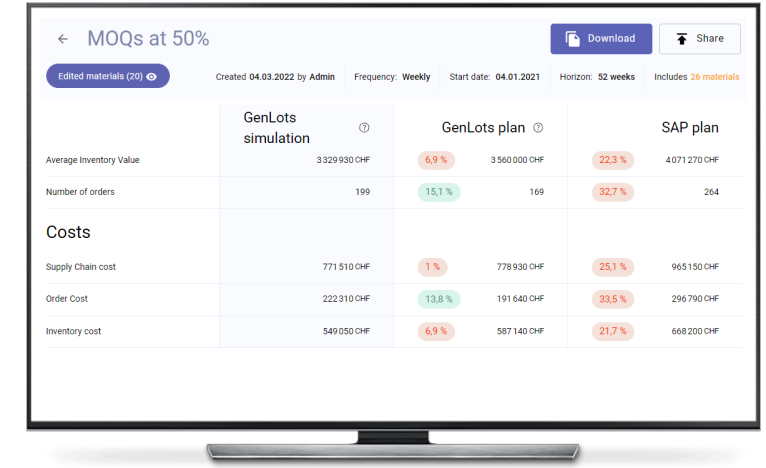 MOQs at 50%
Download
Share
Edited materials (20)
Created 04.03.2022 by Admin
Frequency: Weekly
Start date: 04.01.2021
Horizon: 52 weeks
Includes 26 materials
GenLots simulation
GenLots plan
SAP plan
Average Inventory Value 3 329 930 CHF 6,9 % 3 560 000 CHF 22,3 % 4 071 270 CHF
Number of orders 199 15,1 % 169 32,7 % 264
Costs
Supply Chain cost 771 510 CHF 1 % 778 930 CHF 25,1 % 965 150 CHF
Order Cost 222 310 CHF 13,8 % 191 640 CHF 33,5 % 296 790 CHF
Inventory cost 549 050 CHF 6,9 % 587 140 CHF 21,7 % 668 200 CHF